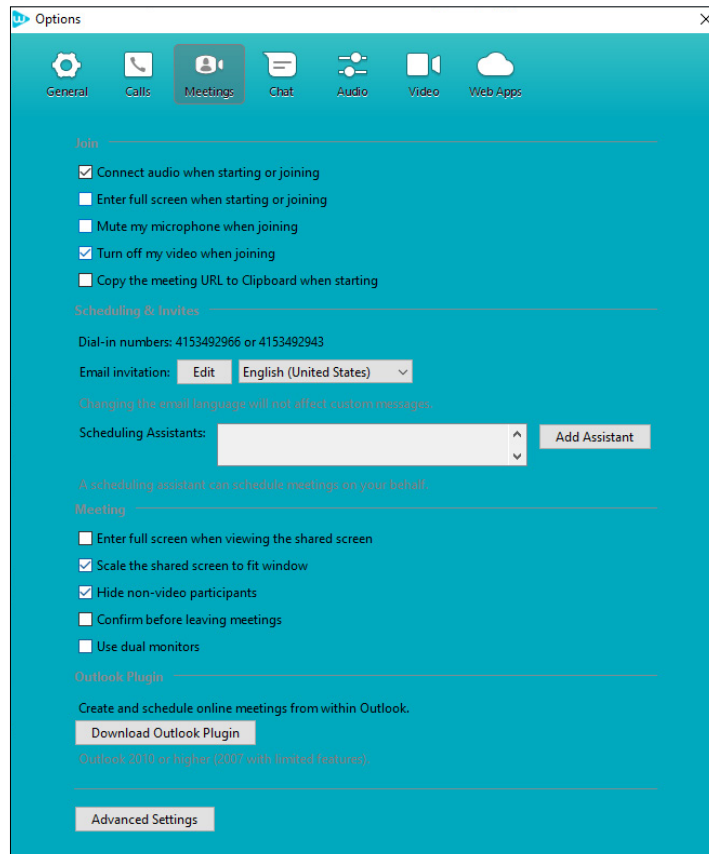 Options
General Calls Meetings Chat Audio Video Web Apps
Join
Connect audio when starting or joining
Enter full screen when starting or joining
Mute my microphone when joining
Turn off my video when joining
Copy the meeting URL to Clipboard when starting
Scheduling & Invites
Dial-in numbers: 4153492966 or 4153492943
Email invitation: Edit English (United States)
Changing the email language will not affect custom messages.
Scheduling Assistants: Add Assistant
A scheduling assistant can schedule meetings on your behalf.
Meeting
Enter full screen when viewing the shared screen
Scale the shared screen to fit window
Hide non-video participants
Confirm before leaving meetings
Use dual monitors
Outlook Plugin
Create and schedule online meetings from within Outlook.
Download Outlook Plugin
Outlook 2010 or higher (2007 with limited features).
Advanced Settings